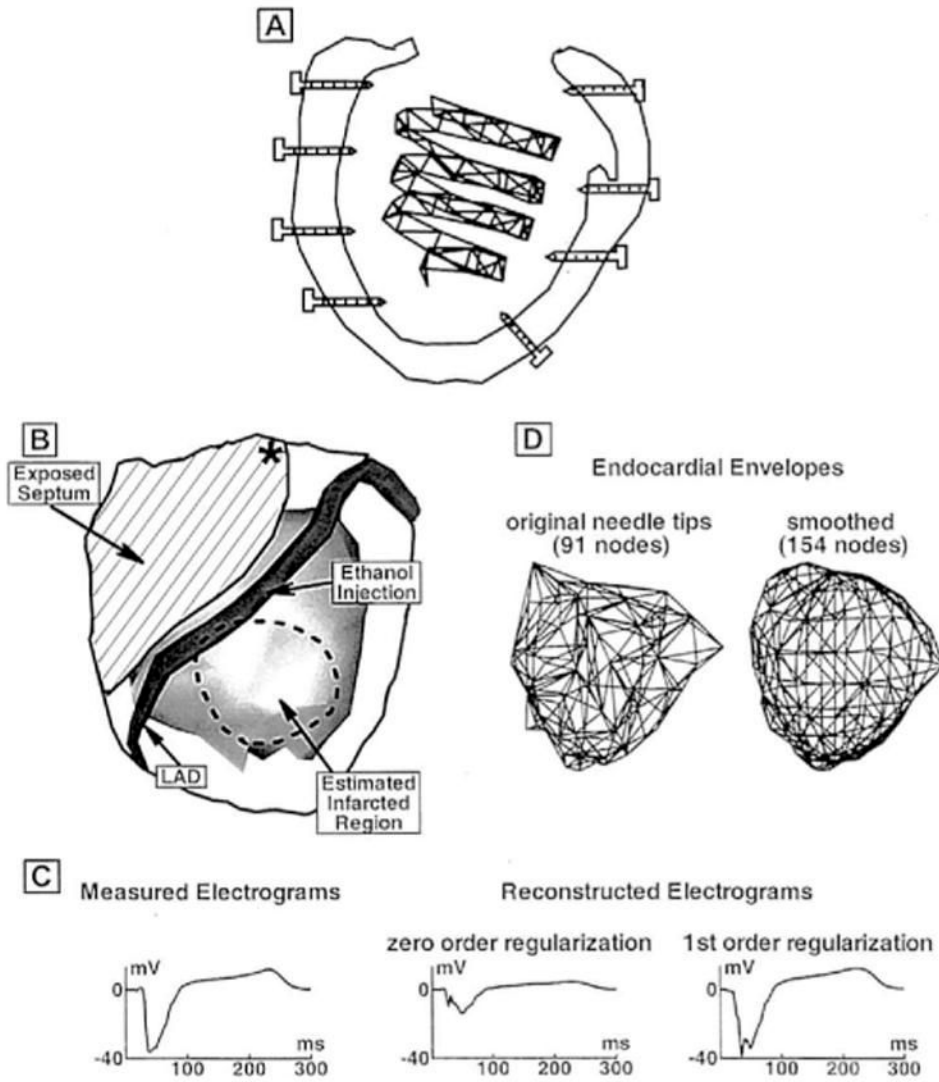 A
B
Exposed
Septum
*
Ethanol
Injection
LAD
Estimated
Infarcted
Region
D
Endocardial Envelopes
original needle tips
(91 nodes)
smoothed
(154 nodes)
C
Measured Electrograms
Reconstructed Electrograms
zero order regularization
1st order regularization
mV
0
-40
ms
100 200 300
mV
0
-40
ms
100 200 300
mV
0
-40
ms
100 200 300